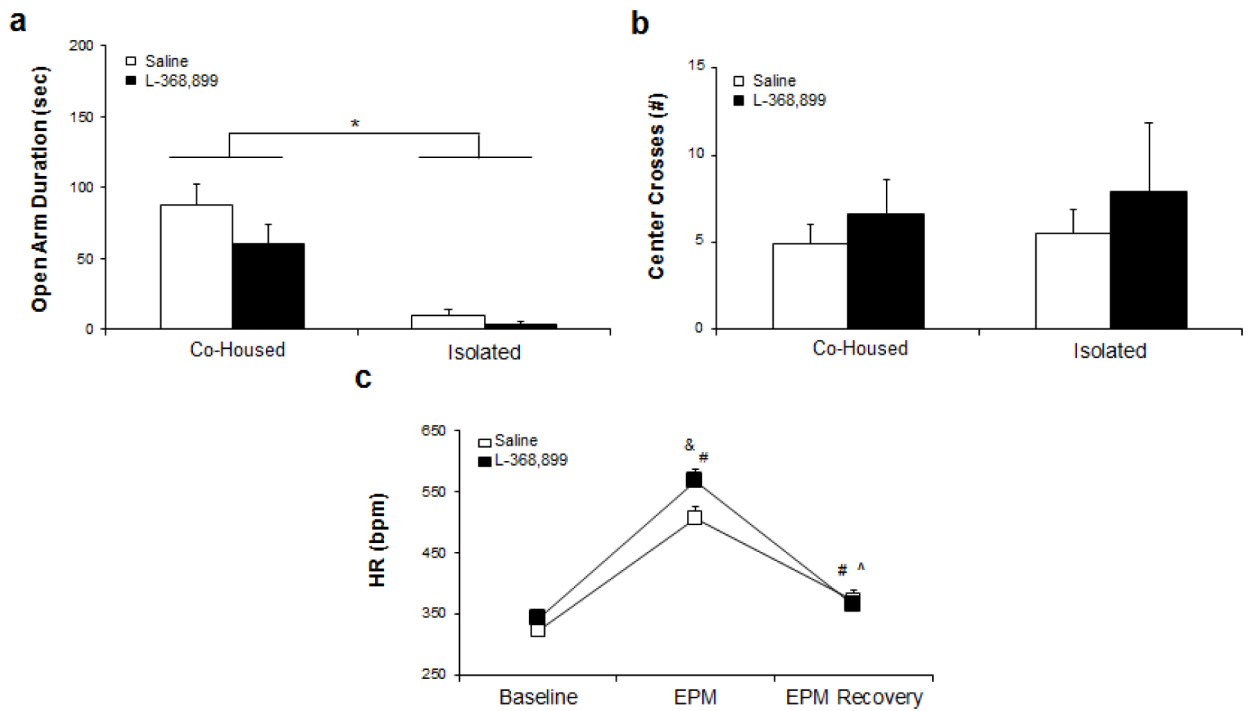 a
Open Arm Duration (sec)
200
150
100
50
0
Saline
L-368,899
*
Co-Housed
Isolated
b
Center Crosses (#)
15
10
5
0
Saline
L-368,899
Co-Housed
Isolated
c
HR (bpm)
650
550
450
350
250
Saline
L-368,899
&
#
# ^
Baseline
EPM
EPM Recovery